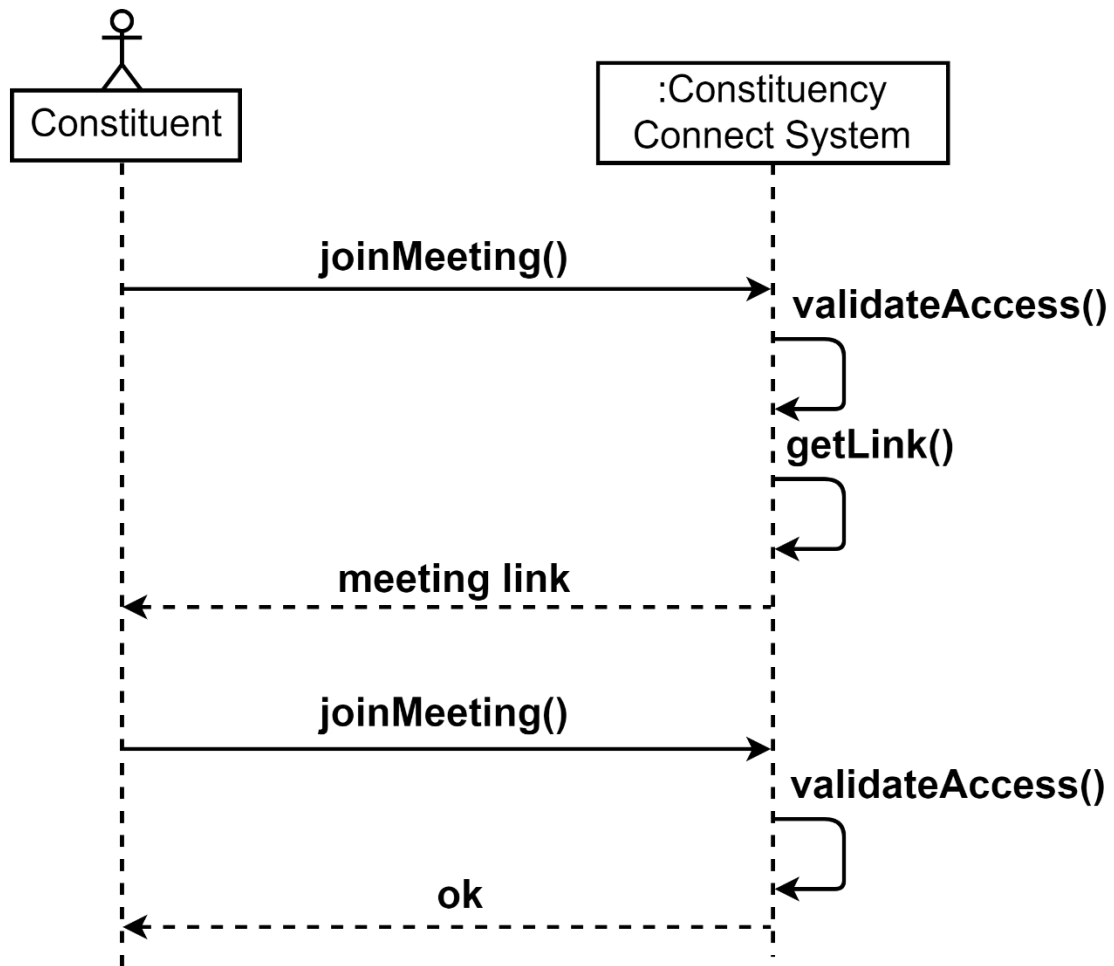 Constituent
:Constituency
Connect System
joinMeeting()
validateAccess()
getLink()
meeting link
joinMeeting()
validateAccess()
ok